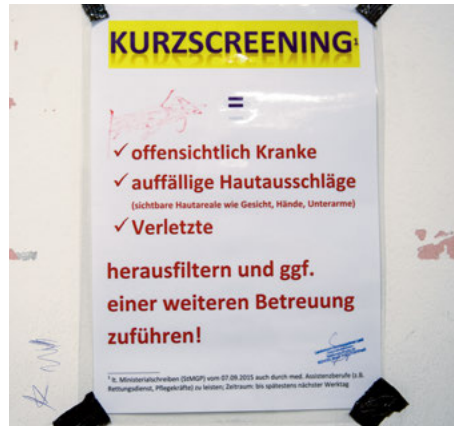 KURZSCREENING¹
=
✓ offensichtlich Kranke
✓ auffällige Hautausschläge
(sichtbare Hautareale wie Gesicht, Hände, Unterarme)
✓ Verletzte
herausfiltern und ggf.
einer weiteren Betreuung
zuführen!
¹ lt. Ministerialschreiben (StMGP) vom 07.09.2015 auch durch med. Assistenzberufe (z.B.
Rettungsdienst, Pflegekräfte) zu leisten; Zeitraum: bis spätestens nächster Werktag